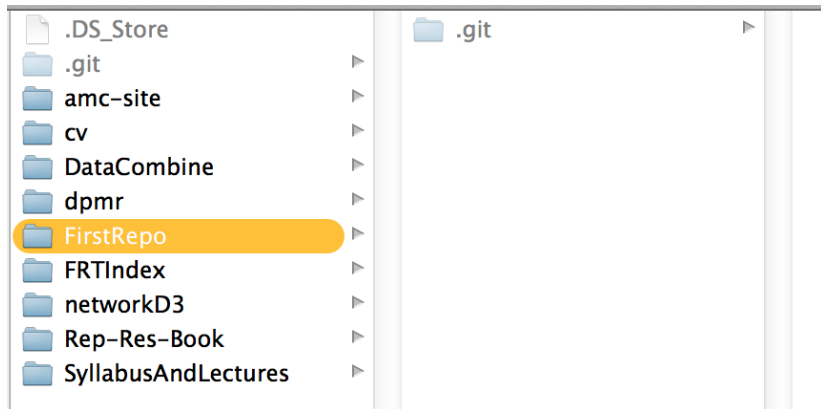 .DS_Store
.git
amc-site
cv
DataCombine
dpmr
FirstRepo
FRTIndex
networkD3
Rep-Res-Book
SyllabusAndLectures
.git